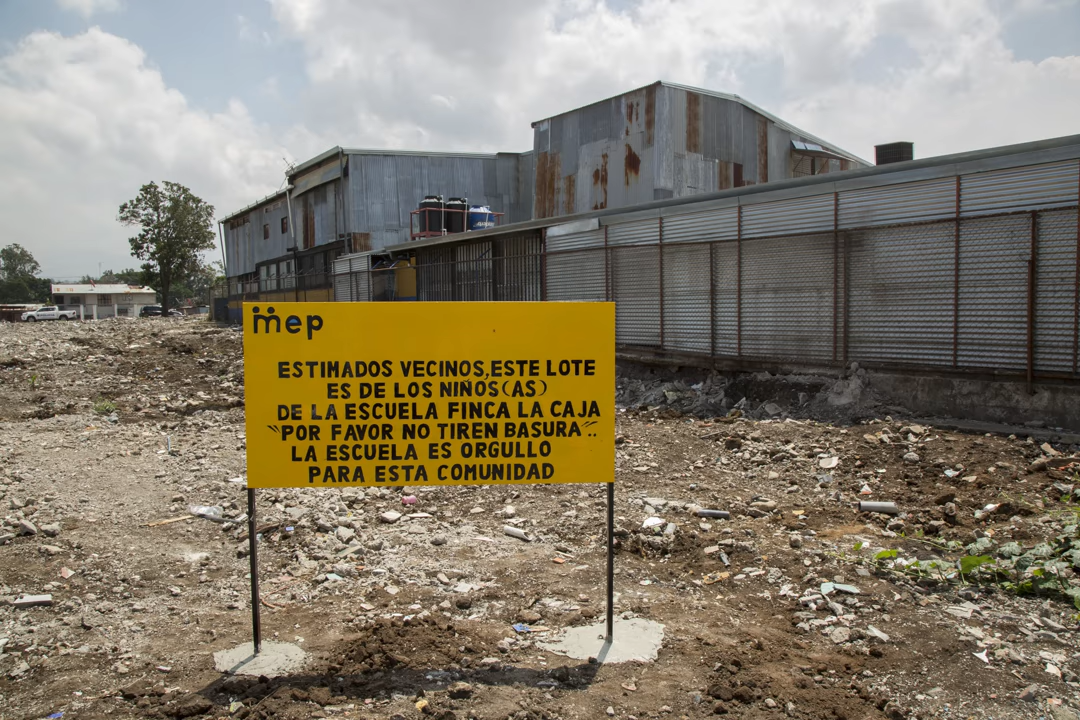 mep
ESTIMADOS VECINOS,ESTE LOTE
ES DE LOS NIÑOS(AS)
DE LA ESCUELA FINCA LA CAJA
"POR FAVOR NO TIREN BASURA"..
LA ESCUELA ES ORGULLO
PARA ESTA COMUNIDAD